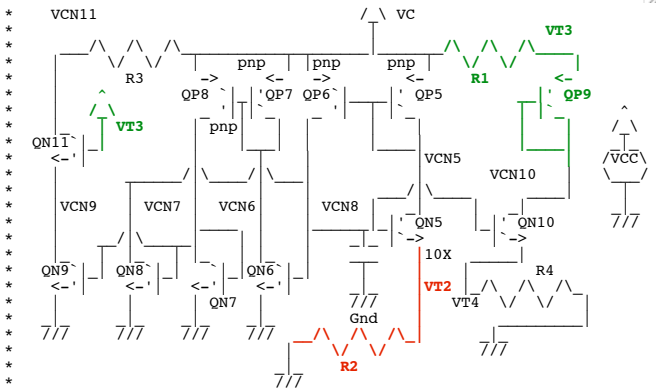 VCN11 VC
VT3
pnp pnp pnp
R3 R1
QP8 QP7 QP6 QP5 QP9
VT3 pnp
QN11
VCN5 VCC
VCN10
VCN9 VCN7 VCN6 VCN8
QN5 QN10
10X
QN9 QN8 QN6 R4
VT2
QN7 VT4
Gnd
R2